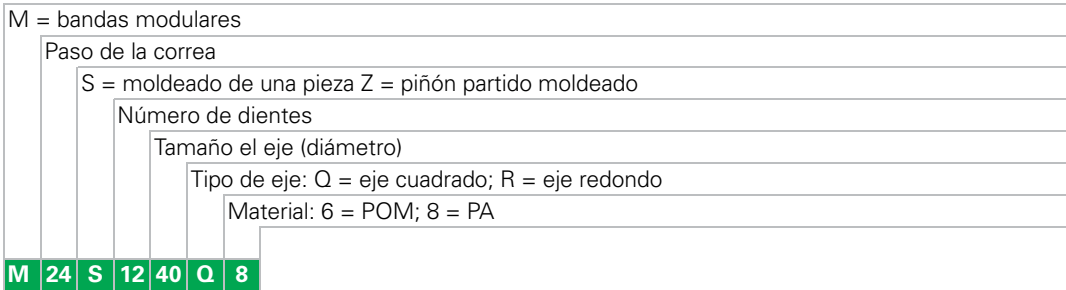 M = bandas modulares
Paso de la correa
S = moldeado de una pieza Z = piñón partido moldeado
Número de dientes
Tamaño el eje (diámetro)
Tipo de eje: Q = eje cuadrado; R = eje redondo
Material: 6 = POM; 8 = PA
M 24 S 12 40 Q 8